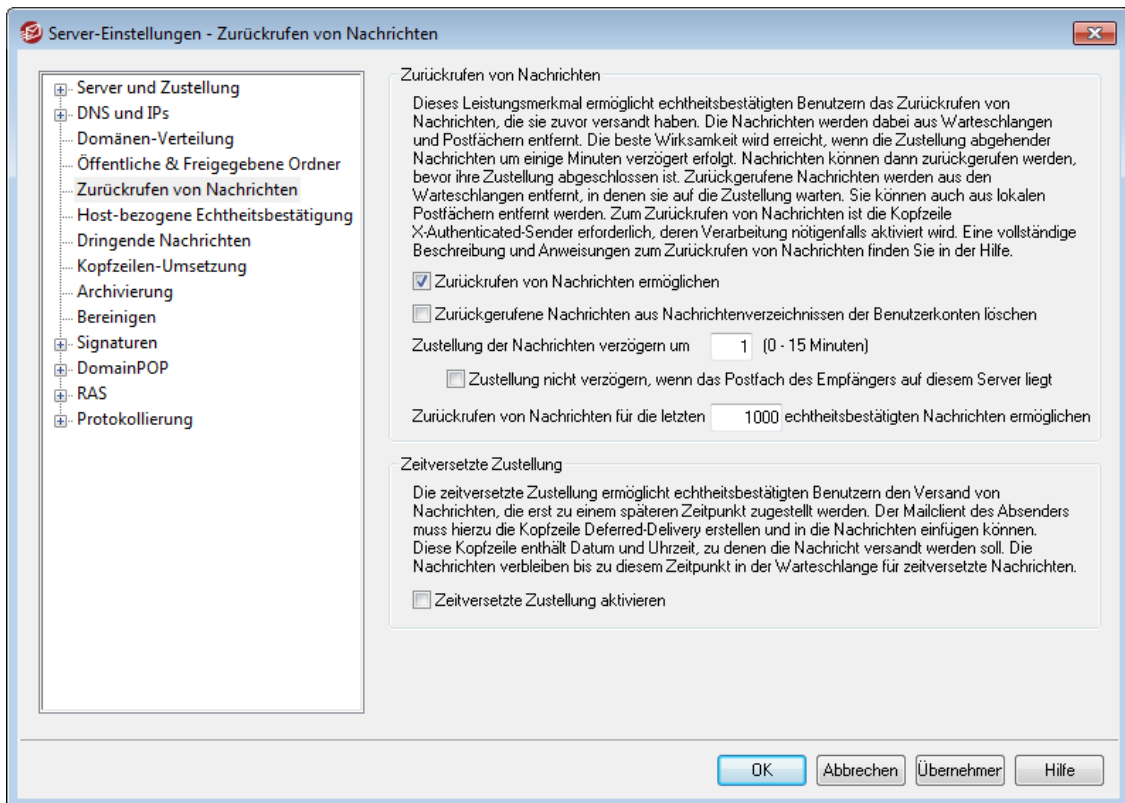 Server-Einstellungen - Zurückrufen von Nachrichten
Server und Zustellung
DNS und IPs
Domänen-Verteilung
Öffentliche & Freigegebene Ordner
Zurückrufen von Nachrichten
Host-bezogene Echtheitsbestätigung
Dringende Nachrichten
Kopfzeilen-Umsetzung
Archivierung
Bereinigen
Signaturen
DomainPOP
RAS
Protokollierung
Zurückrufen von Nachrichten
Dieses Leistungsmerkmal ermöglicht echtheitsbestätigten Benutzern das Zurückrufen von
Nachrichten, die sie zuvor versandt haben. Die Nachrichten werden dabei aus Warteschlangen
und Postfächern entfernt. Die beste Wirksamkeit wird erreicht, wenn die Zustellung abgehender
Nachrichten um einige Minuten verzögert erfolgt. Nachrichten können dann zurückgerufen werden,
bevor ihre Zustellung abgeschlossen ist. Zurückgerufene Nachrichten werden aus den
Warteschlangen entfernt, in denen sie auf die Zustellung warten. Sie können auch aus lokalen
Postfächern entfernt werden. Zum Zurückrufen von Nachrichten ist die Kopfzeile
X-Authenticated-Sender erforderlich, deren Verarbeitung nötigenfalls aktiviert wird. Eine vollständige
Beschreibung und Anweisungen zum Zurückrufen von Nachrichten finden Sie in der Hilfe.
Zurückrufen von Nachrichten ermöglichen
Zurückgerufene Nachrichten aus Nachrichtenverzeichnissen der Benutzerkonten löschen
Zustellung der Nachrichten verzögern um 1 (0 - 15 Minuten)
Zustellung nicht verzögern, wenn das Postfach des Empfängers auf diesem Server liegt
Zurückrufen von Nachrichten für die letzten 1000 echtheitsbestätigten Nachrichten ermöglichen
Zeitversetzte Zustellung
Die zeitversetzte Zustellung ermöglicht echtheitsbestätigten Benutzern den Versand von
Nachrichten, die erst zu einem späteren Zeitpunkt zugestellt werden. Der Mailclient des Absenders
muss hierzu die Kopfzeile Deferred-Delivery erstellen und in die Nachrichten einfügen können.
Diese Kopfzeile enthält Datum und Uhrzeit, zu denen die Nachricht versandt werden soll. Die
Nachrichten verbleiben bis zu diesem Zeitpunkt in der Warteschlange für zeitversetzte Nachrichten.
Zeitversetzte Zustellung aktivieren
OK Abbrechen Übernehmer Hilfe